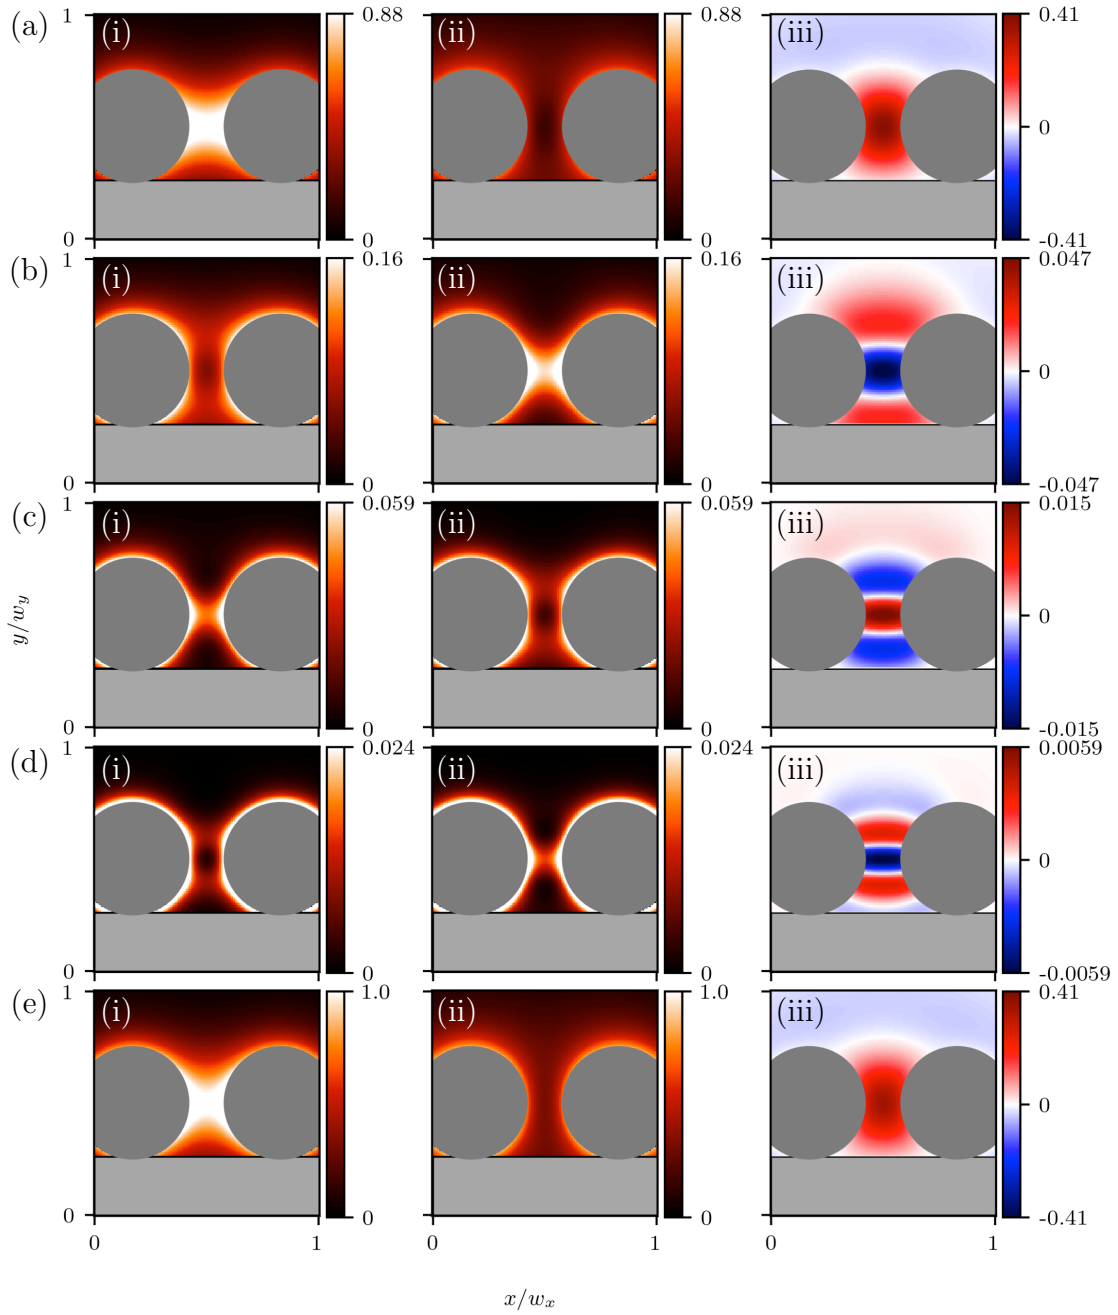 (a) 1 (i) 0.88 (ii) 0.88 (iii) 0.41
0
0 0 0 -0.41
(b) 1 (i) 0.16 (ii) 0.16 (iii) 0.047
0
0 0 0 -0.047
(c) 1 (i) 0.059 (ii) 0.059 (iii) 0.015
y/w_y 0
0 0 0 -0.015
(d) 1 (i) 0.024 (ii) 0.024 (iii) 0.0059
0
0 0 0 -0.0059
(e) 1 (i) 1.0 (ii) 1.0 (iii) 0.41
0
0 0 0 -0.41
0 1 0 1 0 1
x/w_x